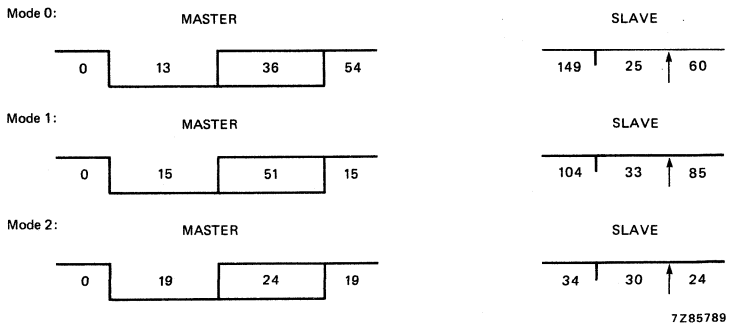 Mode 0:
MASTER
SLAVE
0 13 36 54
149 25 60
Mode 1:
MASTER
SLAVE
0 15 51 15
104 33 85
Mode 2:
MASTER
SLAVE
0 19 24 19
34 30 24
7Z85789